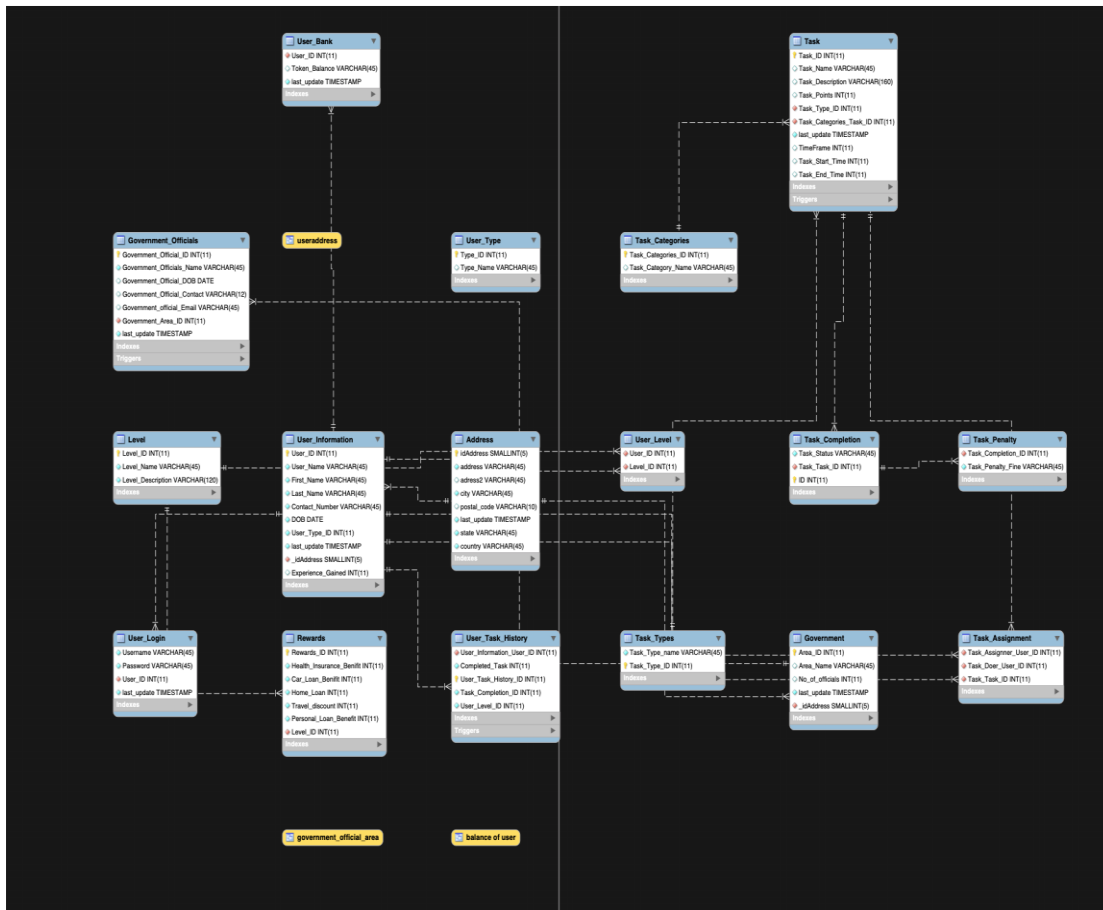 User_Bank
User_ID INT(11)
Token_Balance VARCHAR(45)
last_update TIMESTAMP
Indexes
Task
Task_ID INT(11)
Task_Name VARCHAR(45)
Task_Description VARCHAR(160)
Task_Points INT(11)
Task_Type_ID INT(11)
Task_Categories_Task_ID INT(11)
last_update TIMESTAMP
TimeFrame INT(11)
Task_Start_Time INT(11)
Task_End_Time INT(11)
Indexes
Triggers
Government_Officials
Government_Official_ID INT(11)
Government_Officials_Name VARCHAR(45)
Government_Official_DOB DATE
Government_Official_Contact VARCHAR(12)
Government_official_Email VARCHAR(45)
Government_Area_ID INT(11)
last_update TIMESTAMP
Indexes
Triggers
useraddress
User_Type
Type_ID INT(11)
Type_Name VARCHAR(45)
Indexes
Task_Categories
Task_Categories_ID INT(11)
Task_Category_Name VARCHAR(45)
Indexes
Level
Level_ID INT(11)
Level_Name VARCHAR(45)
Level_Description VARCHAR(120)
Indexes
User_Information
User_ID INT(11)
User_Name VARCHAR(45)
First_Name VARCHAR(45)
Last_Name VARCHAR(45)
Contact_Number VARCHAR(45)
DOB DATE
User_Type_ID INT(11)
last_update TIMESTAMP
_idAddress SMALLINT(5)
Experience_Gained INT(11)
Indexes
Address
idAddress SMALLINT(5)
address VARCHAR(45)
adress2 VARCHAR(45)
city VARCHAR(45)
postal_code VARCHAR(10)
last_update TIMESTAMP
state VARCHAR(45)
country VARCHAR(45)
Indexes
User_Level
User_ID INT(11)
Level_ID INT(11)
Indexes
Task_Completion
Task_Status VARCHAR(45)
Task_Task_ID INT(11)
ID INT(11)
Indexes
Task_Penalty
Task_Completion_ID INT(11)
Task_Penalty_Fine VARCHAR(45)
Indexes
User_Login
Username VARCHAR(45)
Password VARCHAR(45)
User_ID INT(11)
last_update TIMESTAMP
Indexes
Rewards
Rewards_ID INT(11)
Health_Insurance_Benifit INT(11)
Car_Loan_Benifit INT(11)
Home_Loan INT(11)
Travel_discount INT(11)
Personal_Loan_Benefit INT(11)
Level_ID INT(11)
Indexes
User_Task_History
User_Information_User_ID INT(11)
Completed_Task INT(11)
User_Task_History_ID INT(11)
Task_Completion_ID INT(11)
User_Level_ID INT(11)
Indexes
Triggers
Task_Types
Task_Type_name VARCHAR(45)
Task_Type_ID INT(11)
Indexes
Government
Area_ID INT(11)
Area_Name VARCHAR(45)
No_of_officials INT(11)
last_update TIMESTAMP
_idAddress SMALLINT(5)
Indexes
Task_Assignment
Task_Assignner_User_ID INT(11)
Task_Doer_User_ID INT(11)
Task_Task_ID INT(11)
Indexes
government_official_area
balance of user